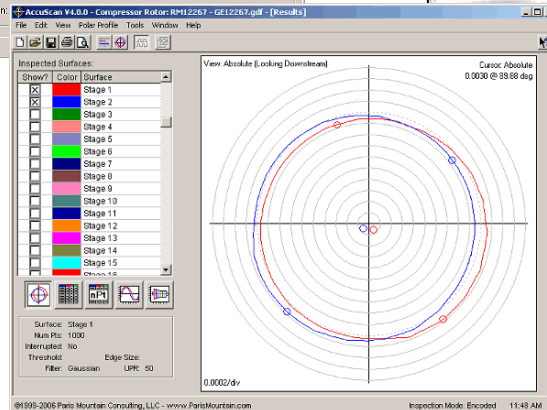 AccuScan V4.0.0 - Compressor Rotor: RM12267 - GE12267.gdf - [Results]
File Edit View Polar Profile Tools Window Help
Inspected Surfaces:
Show? Color Surface
Stage 1
Stage 2
Stage 3
Stage 4
Stage 5
Stage 6
Stage 7
Stage 8
Stage 9
Stage 10
Stage 11
Stage 12
Stage 13
Stage 14
Stage 15
Stage 16
nPt
Surface: Stage 1
Num Pts: 1000
Interrupted: No
Threshold Edge Size:
Filter: Gaussian UPR: 50
View: Absolute (Looking Downstream)
Cursor: Absolute
0.0030 @ 89.88 deg
0.0002/div
©1999-2006 Paris Mountain Consulting, LLC - www.ParisMountain.com
Inspection Mode: Encoded 11:48 AM